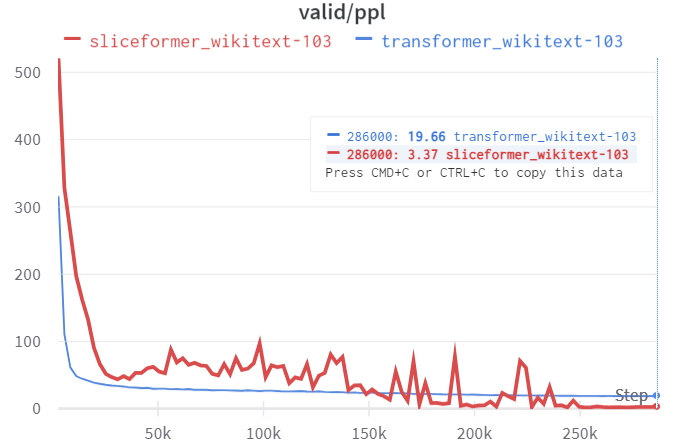 valid/ppl
sliceformer_wikitext-103 transformer_wikitext-103
500
400
286000: 19.66 transformer_wikitext-103
286000: 3.37 sliceformer_wikitext-103
Press CMD+C or CTRL+C to copy this data
300
200
100
Step
0
50k 100k 150k 200k 250k